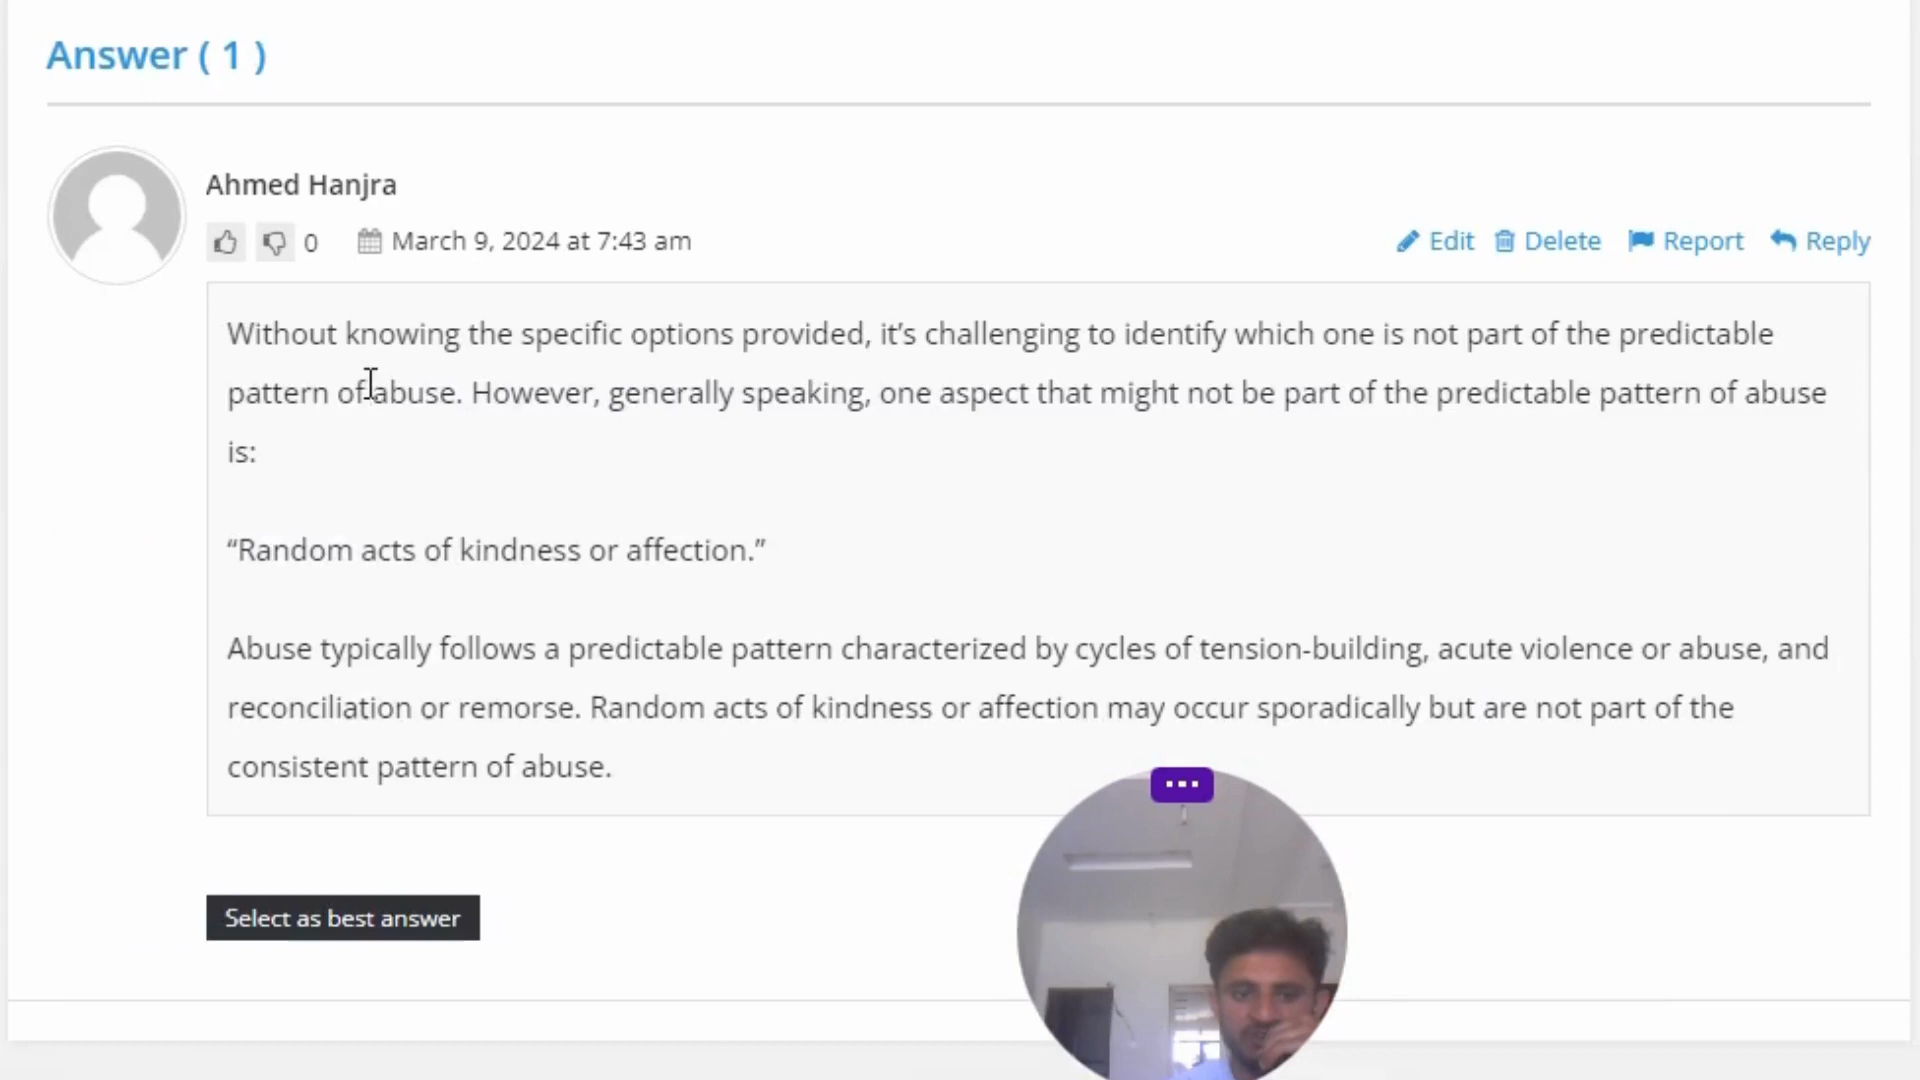 Answer ( 1 )
Ahmed Hanjra
0 March 9, 2024 at 7:43 am Edit Delete Report Reply
Without knowing the specific options provided, it’s challenging to identify which one is not part of the predictable
pattern of abuse. However, generally speaking, one aspect that might not be part of the predictable pattern of abuse
is:
“Random acts of kindness or affection.”
Abuse typically follows a predictable pattern characterized by cycles of tension-building, acute violence or abuse, and
reconciliation or remorse. Random acts of kindness or affection may occur sporadically but are not part of the
consistent pattern of abuse.
Select as best answer